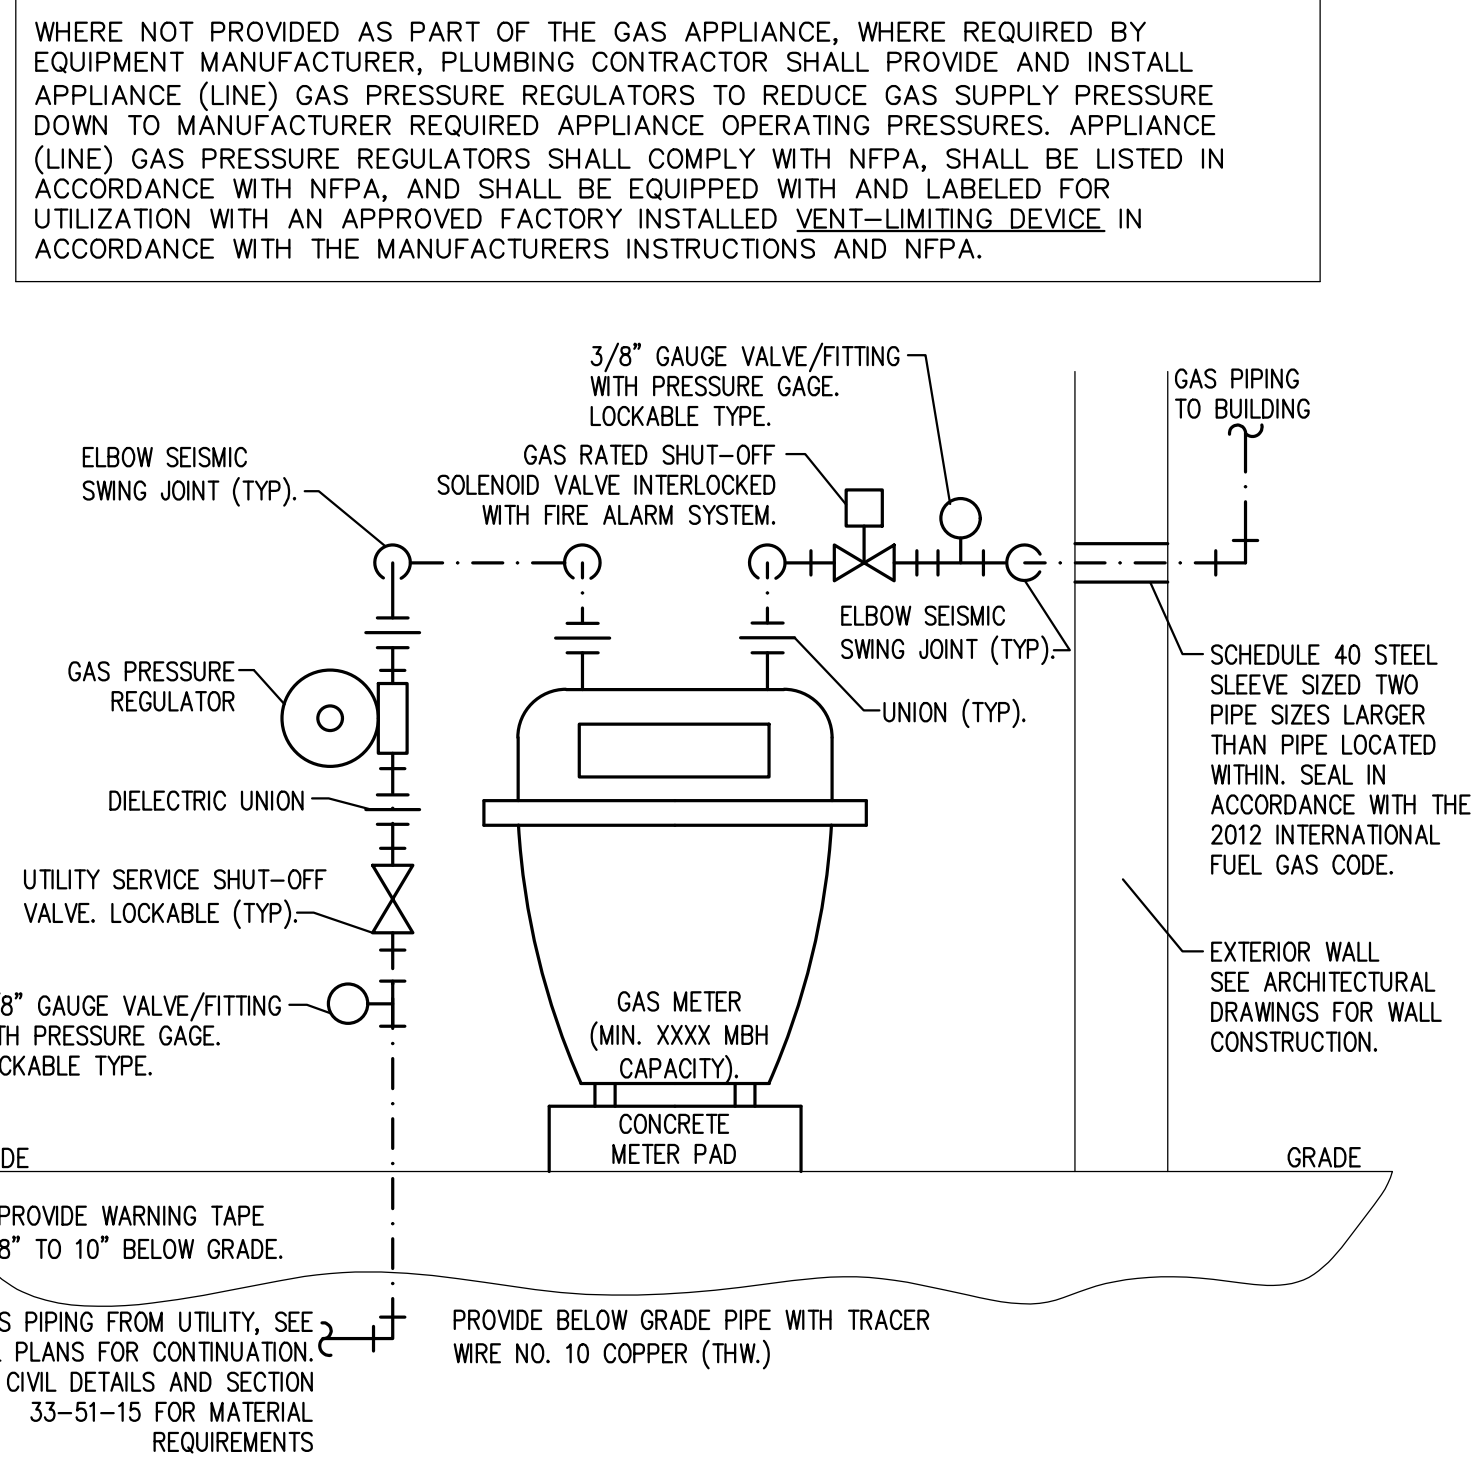 WHERE NOT PROVIDED AS PART OF THE GAS APPLIANCE, WHERE REQUIRED BY
EQUIPMENT MANUFACTURER, PLUMBING CONTRACTOR SHALL PROVIDE AND INSTALL
APPLIANCE (LINE) GAS PRESSURE REGULATORS TO REDUCE GAS SUPPLY PRESSURE
DOWN TO MANUFACTURER REQUIRED APPLIANCE OPERATING PRESSURES. APPLIANCE
(LINE) GAS PRESSURE REGULATORS SHALL COMPLY WITH NFPA, SHALL BE LISTED IN
ACCORDANCE WITH NFPA, AND SHALL BE EQUIPPED WITH AND LABELED FOR
UTILIZATION WITH AN APPROVED FACTORY INSTALLED VENT-LIMITING DEVICE IN
ACCORDANCE WITH THE MANUFACTURERS INSTRUCTIONS AND NFPA.
3/8” GAUGE VALVE/FITTING
WITH PRESSURE GAGE.
LOCKABLE TYPE.
GAS PIPING
TO BUILDING
ELBOW SEISMIC
SWING JOINT (TYP).
GAS RATED SHUT-OFF
SOLENOID VALVE INTERLOCKED
WITH FIRE ALARM SYSTEM.
ELBOW SEISMIC
SWING JOINT (TYP).
GAS PRESSURE
REGULATOR
UNION (TYP).
SCHEDULE 40 STEEL
SLEEVE SIZED TWO
PIPE SIZES LARGER
THAN PIPE LOCATED
WITHIN. SEAL IN
ACCORDANCE WITH THE
2012 INTERNATIONAL
FUEL GAS CODE.
DIELECTRIC UNION
UTILITY SERVICE SHUT-OFF
VALVE. LOCKABLE (TYP).
EXTERIOR WALL
SEE ARCHITECTURAL
DRAWINGS FOR WALL
CONSTRUCTION.
8” GAUGE VALVE/FITTING
TH PRESSURE GAGE.
CKABLE TYPE.
GAS METER
(MIN. XXXX MBH
CAPACITY).
CONCRETE
METER PAD
DE
GRADE
PROVIDE WARNING TAPE
8” TO 10” BELOW GRADE.
S PIPING FROM UTILITY, SEE
PLANS FOR CONTINUATION.
CIVIL DETAILS AND SECTION
33-51-15 FOR MATERIAL
REQUIREMENTS
PROVIDE BELOW GRADE PIPE WITH TRACER
WIRE NO. 10 COPPER (THW.)